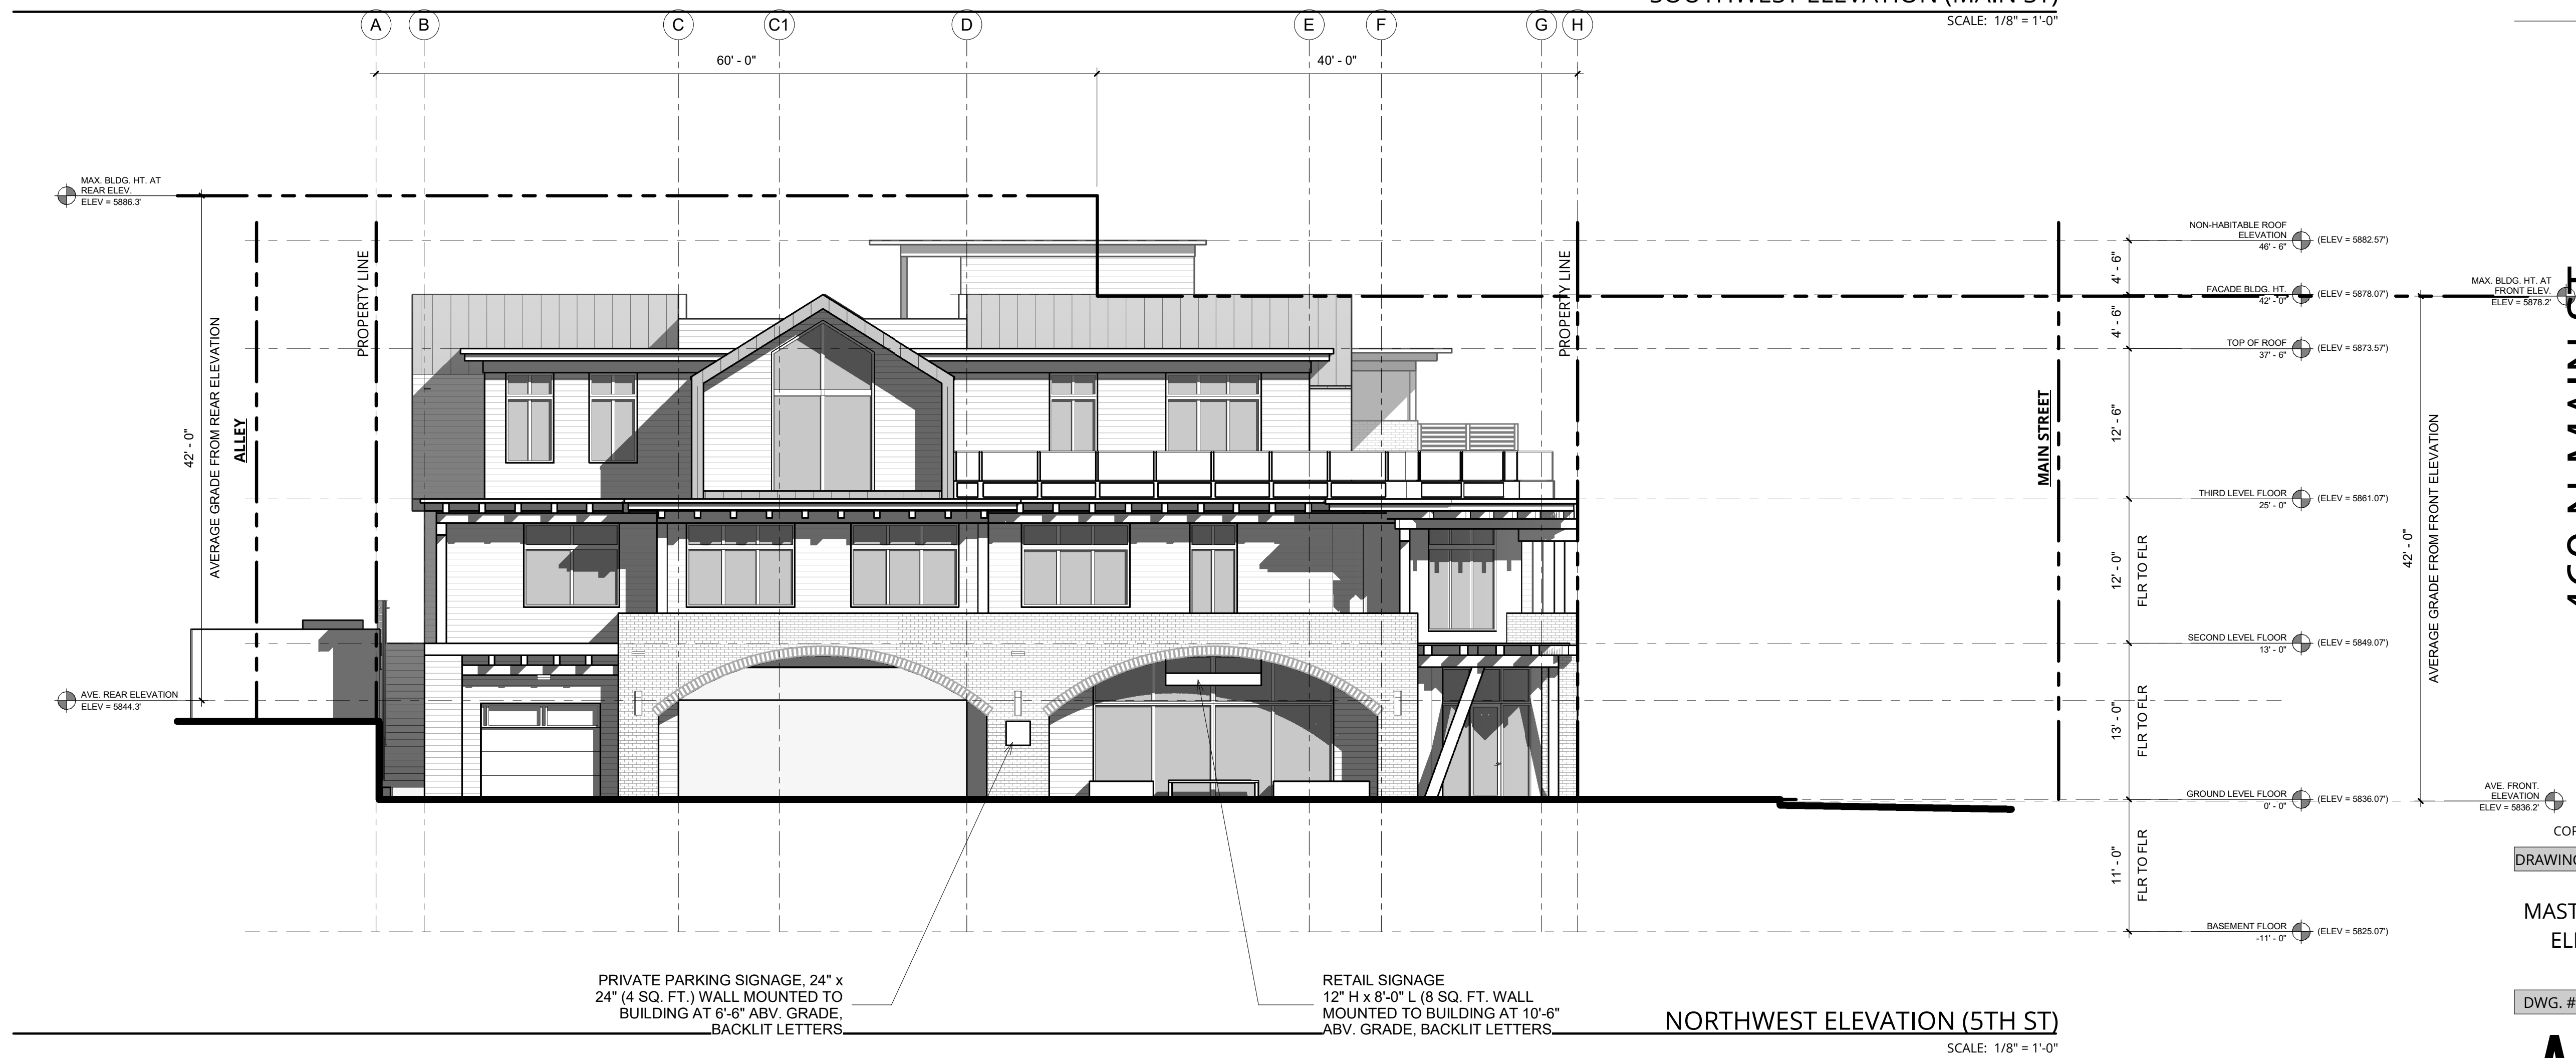 SCALE: 1/8" = 1'-0"
A
B
C
C1
D
E
F
G
H
60' - 0"
40' - 0"
MAX. BLDG. HT. AT
REAR ELEV.
ELEV = 5886.3'
NON-HABITABLE ROOF
ELEVATION
46' - 6"
(ELEV = 5882.57')
FACADE BLDG. HT.
42' - 0"
(ELEV = 5878.07')
MAX. BLDG. HT. AT
FRONT ELEV.
ELEV = 5878.2'
TOP OF ROOF
37' - 6"
(ELEV = 5873.57')
THIRD LEVEL FLOOR
25' - 0"
(ELEV = 5861.07')
SECOND LEVEL FLOOR
13' - 0"
(ELEV = 5849.07')
AVE. REAR ELEVATION
ELEV = 5844.3'
GROUND LEVEL FLOOR
0' - 0"
(ELEV = 5836.07')
AVE. FRONT.
ELEVATION
ELEV = 5836.2'
BASEMENT FLOOR
-11' - 0"
(ELEV = 5825.07')
42' - 0"
AVERAGE GRADE FROM REAR ELEVATION
ALLEY
PROPERTY LINE
PROPERTY LINE
MAIN STREET
4' - 6"
4' - 6"
12' - 6"
12' - 0"
FLR TO FLR
13' - 0"
FLR TO FLR
11' - 0"
FLR TO FLR
42' - 0"
AVERAGE GRADE FROM FRONT ELEVATION
PRIVATE PARKING SIGNAGE, 24" x
24" (4 SQ. FT.) WALL MOUNTED TO
BUILDING AT 6'-6" ABV. GRADE,
BACKLIT LETTERS
RETAIL SIGNAGE
12" H x 8'-0" L (8 SQ. FT. WALL
MOUNTED TO BUILDING AT 10'-6"
ABV. GRADE, BACKLIT LETTERS
NORTHWEST ELEVATION (5TH ST)
SCALE: 1/8" = 1'-0"
DWG. #